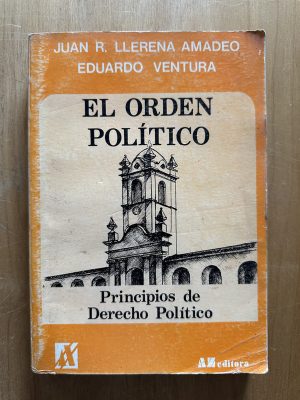 JUAN R. LLERENA AMADEO
EDUARDO VENTURA
EL ORDEN
POLÍTICO
Principios de
Derecho Político
AZ editora